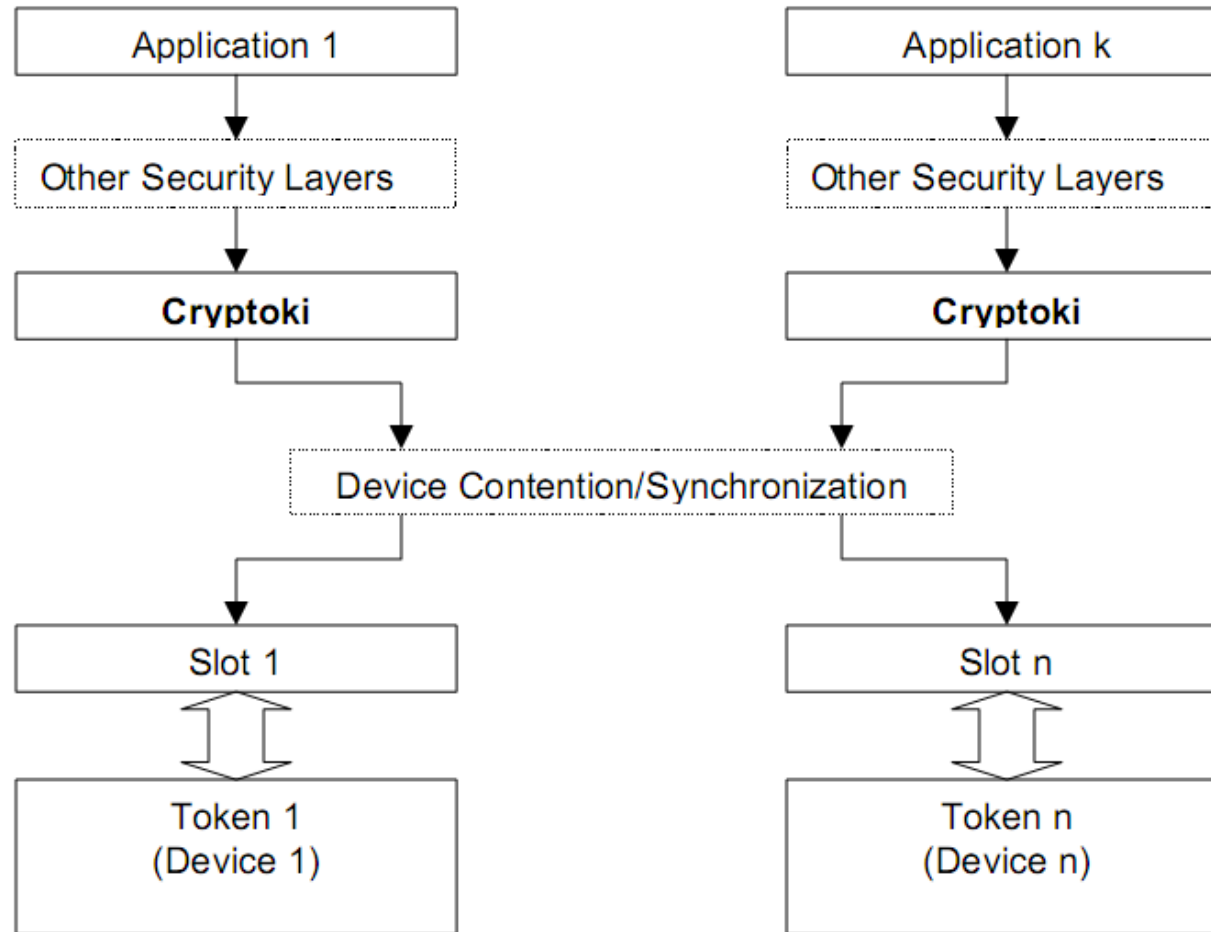 Application 1
Application k
Other Security Layers
Other Security Layers
Cryptoki
Cryptoki
Device Contention/Synchronization
Slot 1
Slot n
Token 1
(Device 1)
Token n
(Device n)